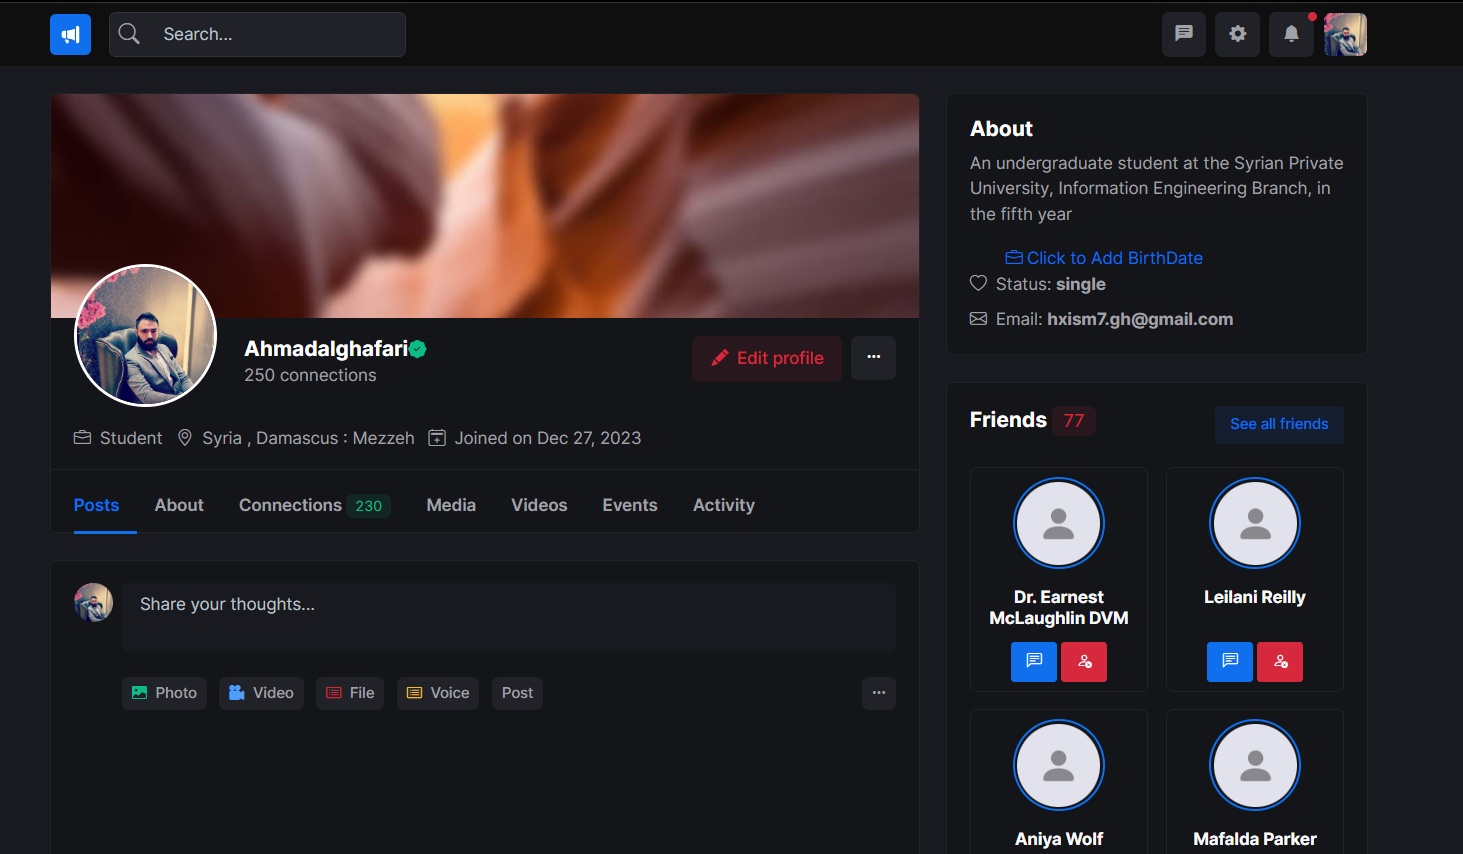 Search...
Ahmadalghafari
250 connections
Edit profile
Student Syria , Damascus : Mezzeh Joined on Dec 27, 2023
Posts About Connections 230 Media Videos Events Activity
Share your thoughts...
Photo Video File Voice Post
About
An undergraduate student at the Syrian Private
University, Information Engineering Branch, in
the fifth year
Click to Add BirthDate
Status: single
Email: hxism7.gh@gmail.com
Friends 77
See all friends
Dr. Earnest
McLaughlin DVM
Leilani Reilly
Aniya Wolf
Mafalda Parker